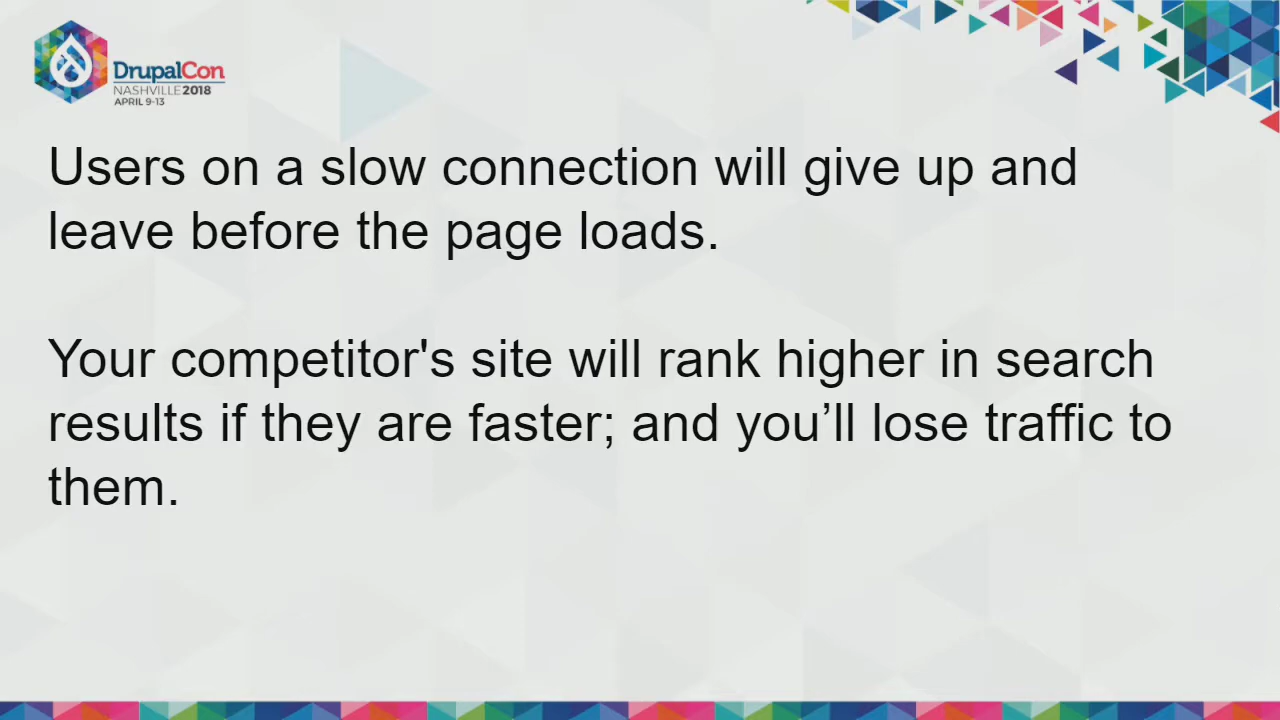 DrupalCon
NASHVILLE 2018
APRIL 9-13
Users on a slow connection will give up and
leave before the page loads.
Your competitor's site will rank higher in search
results if they are faster; and you’ll lose traffic to
them.